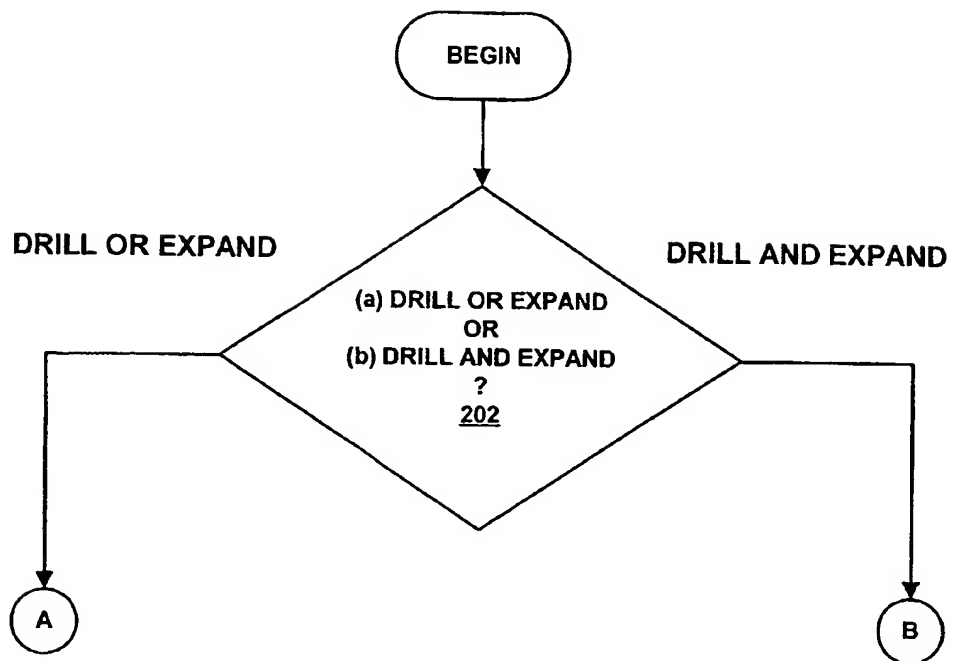 BEGIN
DRILL OR EXPAND
DRILL AND EXPAND
(a) DRILL OR EXPAND
OR
(b) DRILL AND EXPAND
?
202
A
B